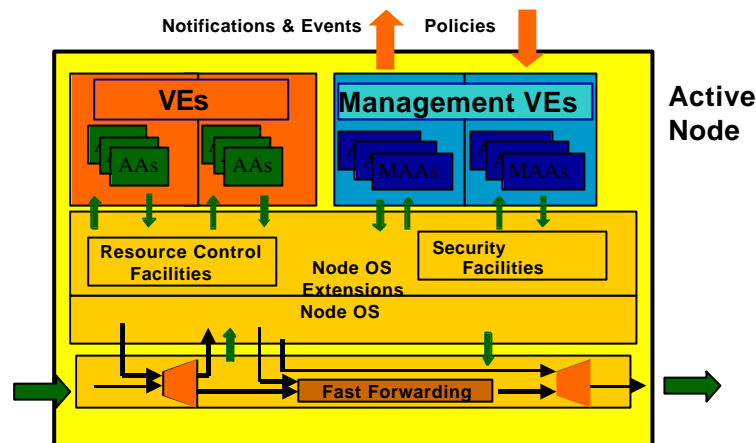 Notifications & Events
Policies
VEs
Management VEs
Active
Node
A
A
AAs
A
A
AAs
A
A
MAAs
A
A
MAAs
Resource Control
Facilities
Security
Facilities
Node OS
Extensions
Node OS
Fast Forwarding